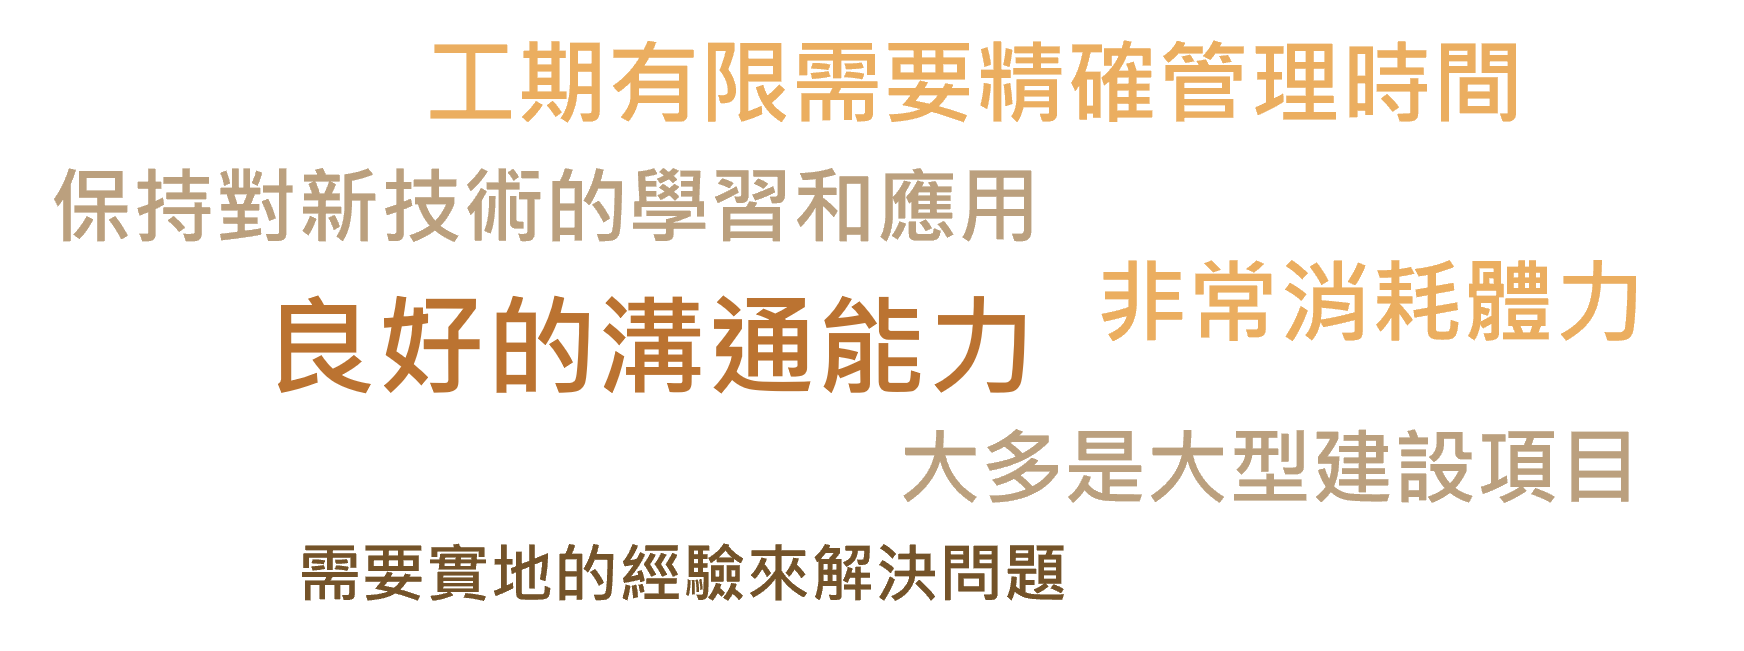 工期有限需要精確管理時間
保持對新技術的學習和應用
非常消耗體力
良好的溝通能力
大多是大型建設項目
需要實地的經驗來解決問題